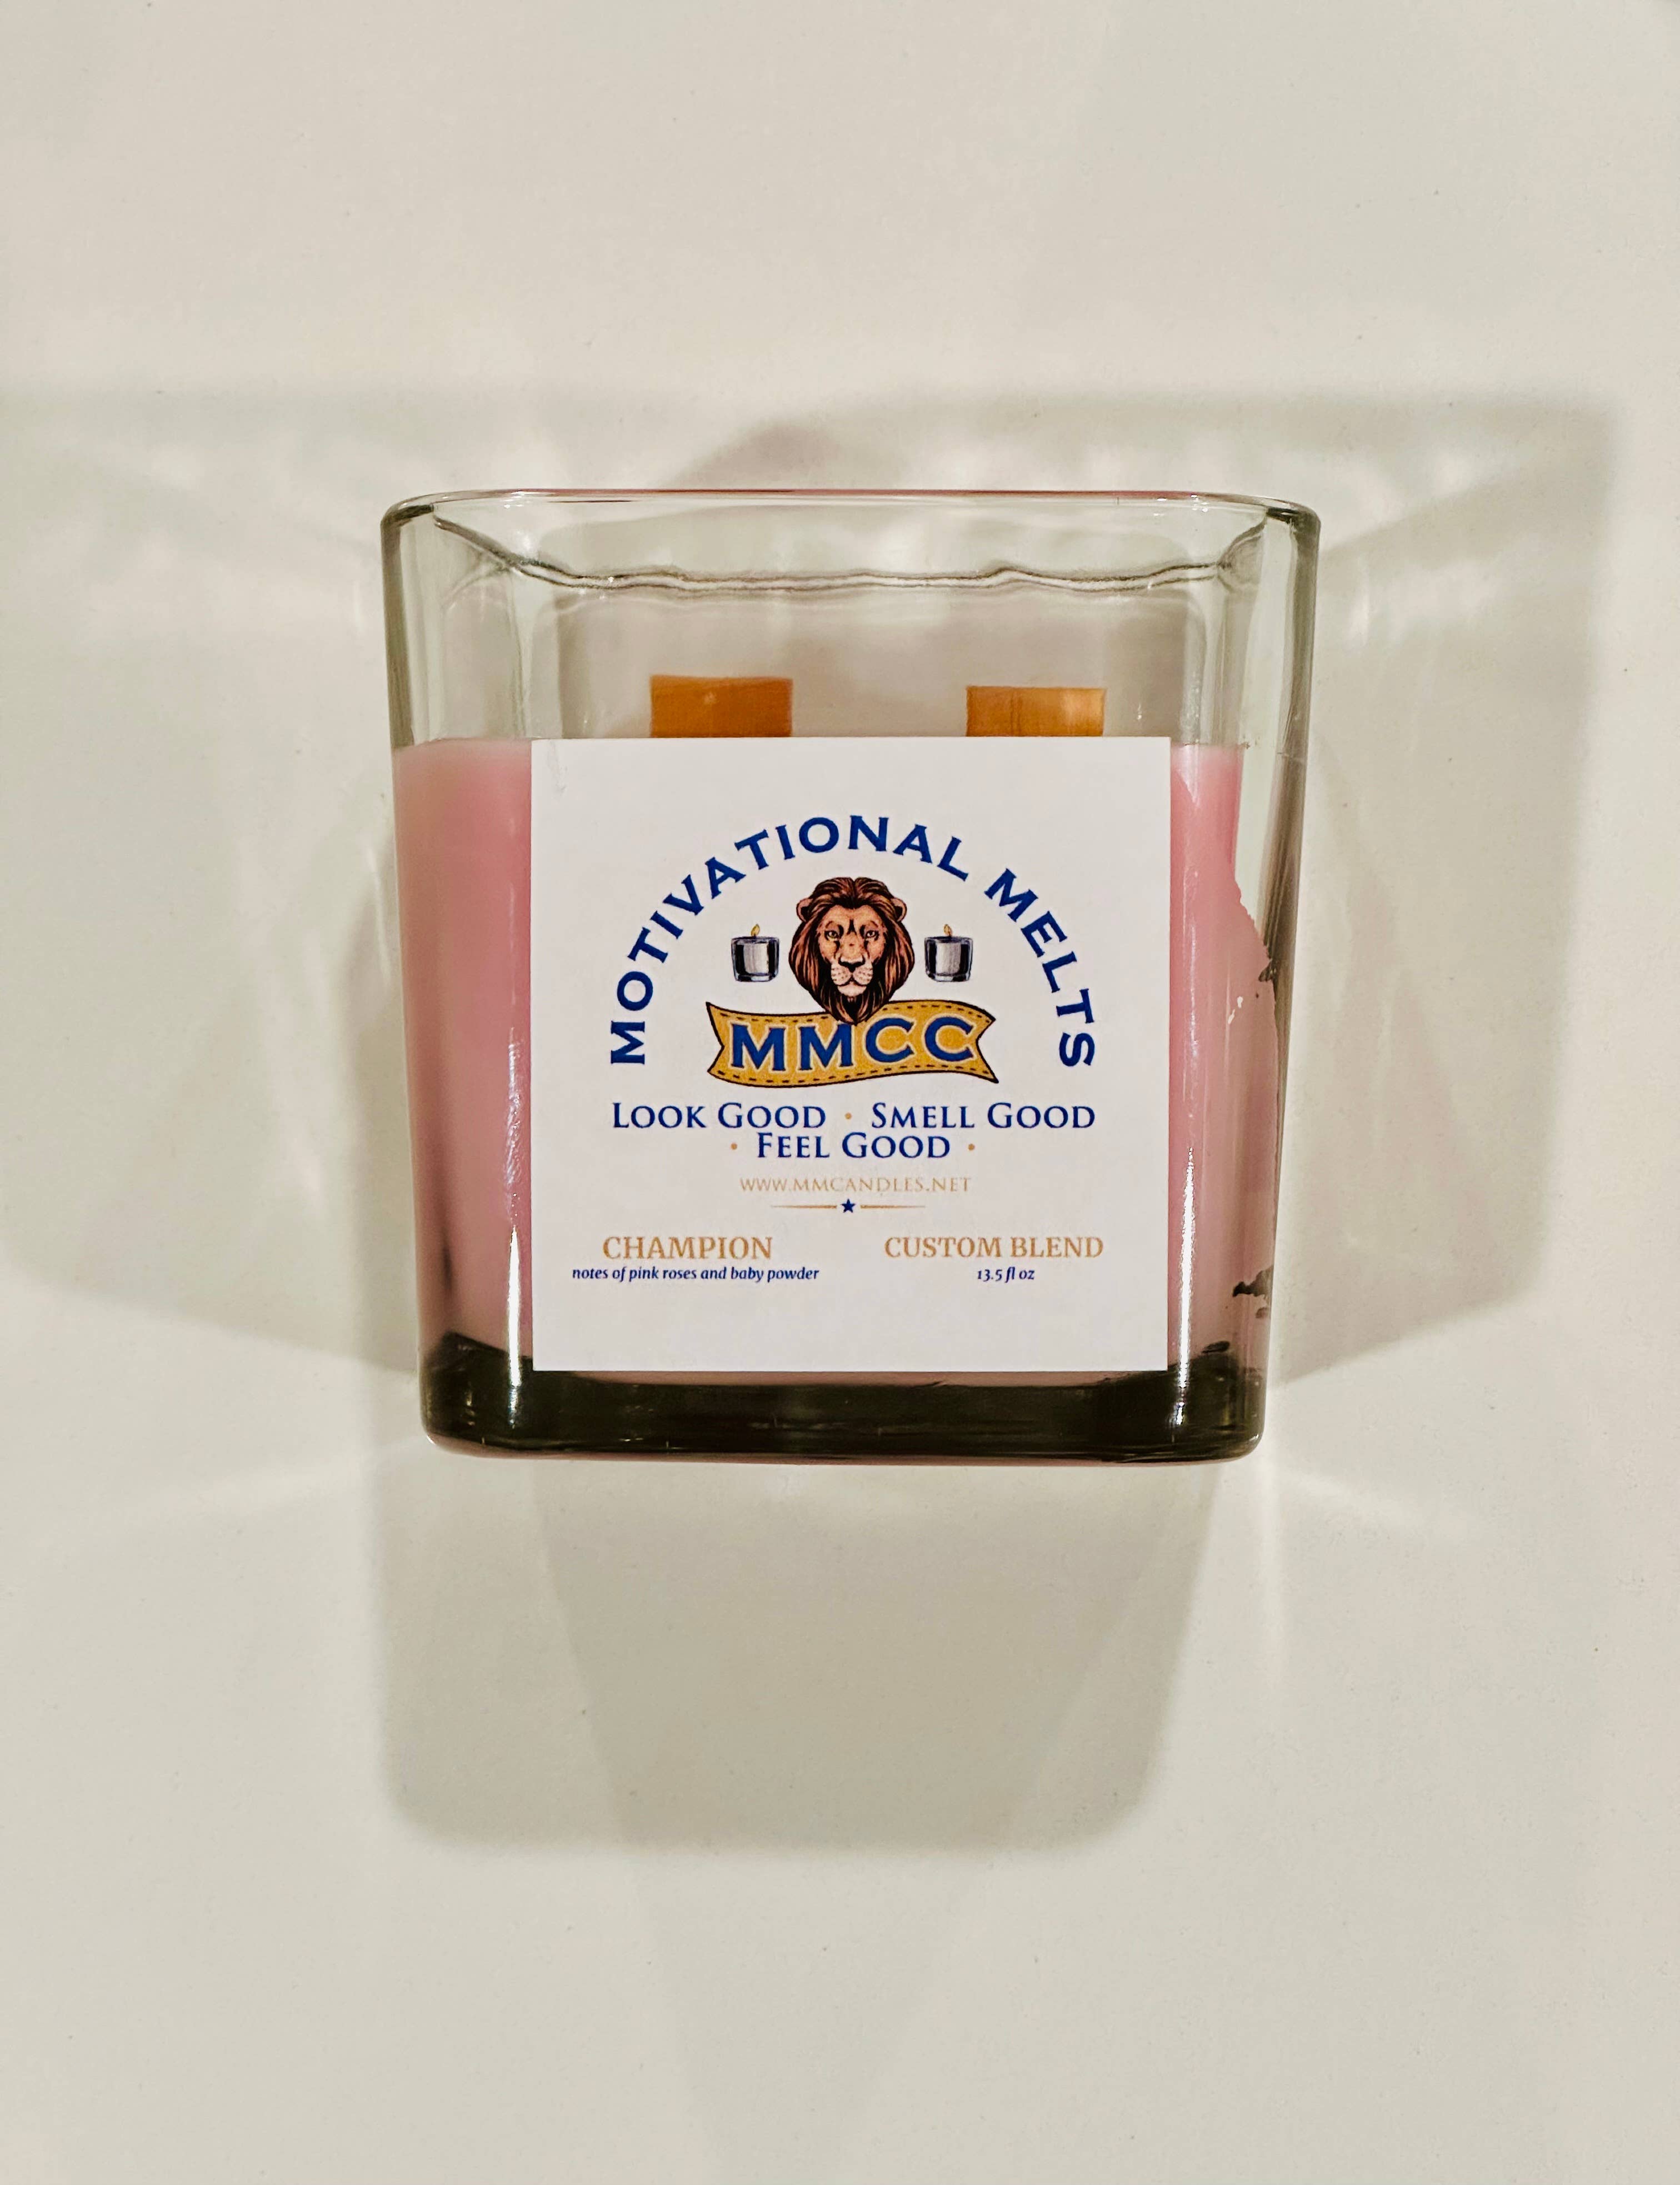 MOTIVATIONAL MELTS
MMCC
LOOK GOOD · SMELL GOOD
· FEEL GOOD ·
WWW.MMCANDLES.NET
CHAMPION
notes of pink roses and baby powder
CUSTOM BLEND
13.5 fl oz